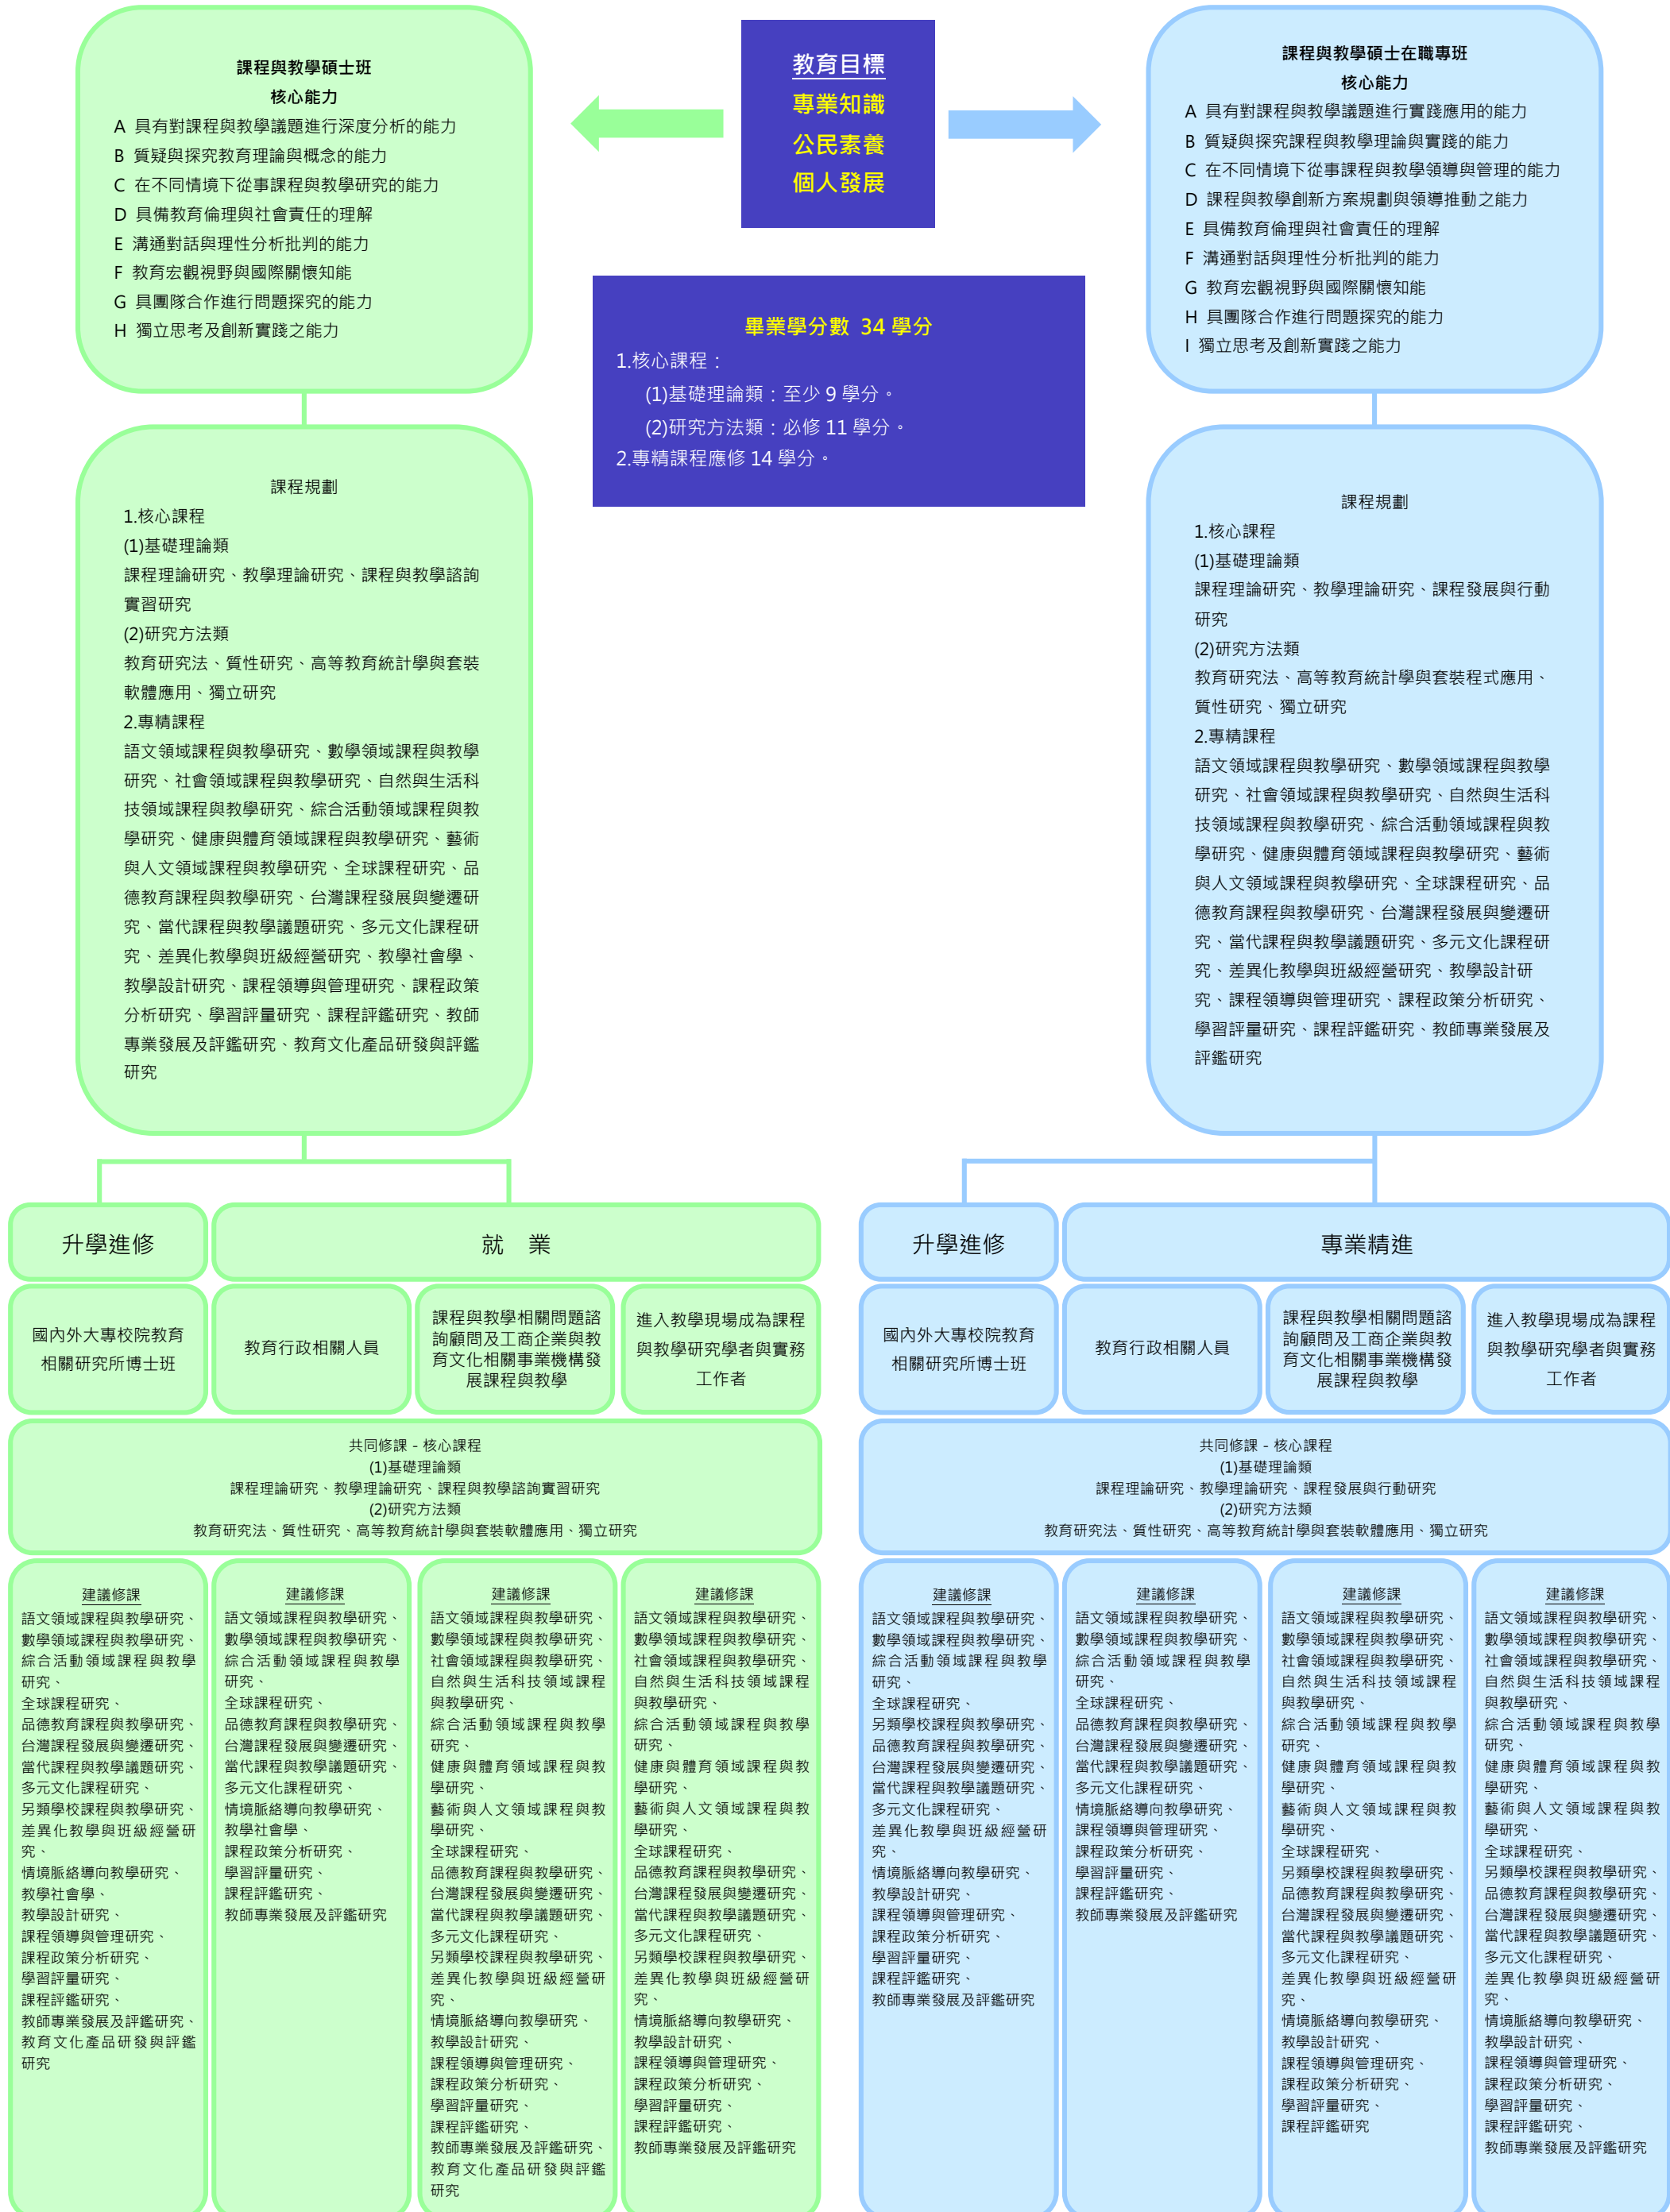 課程與教學碩士班
核心能力
A 具有對課程與教學議題進行深度分析的能力
B 質疑與探究教育理論與概念的能力
C 在不同情境下從事課程與教學研究的能力
D 具備教育倫理與社會責任的理解
E 溝通對話與理性分析批判的能力
F 教育宏觀視野與國際關懷知能
G 具團隊合作進行問題探究的能力
H 獨立思考及創新實踐之能力
教育目標
專業知識
公民素養
個人發展
課程與教學碩士在職專班
核心能力
A 具有對課程與教學議題進行實踐應用的能力
B 質疑與探究課程與教學理論與實踐的能力
C 在不同情境下從事課程與教學領導與管理的能力
D 課程與教學創新方案規劃與領導推動之能力
E 具備教育倫理與社會責任的理解
F 溝通對話與理性分析批判的能力
G 教育宏觀視野與國際關懷知能
H 具團隊合作進行問題探究的能力
I 獨立思考及創新實踐之能力
畢業學分數 34 學分
1.核心課程：
(1)基礎理論類：至少 9 學分。
(2)研究方法類：必修 11 學分。
2.專精課程應修 14 學分。
課程規劃
1.核心課程
(1)基礎理論類
課程理論研究、教學理論研究、課程與教學諮詢
實習研究
(2)研究方法類
教育研究法、質性研究、高等教育統計學與套裝
軟體應用、獨立研究
2.專精課程
語文領域課程與教學研究、數學領域課程與教學
研究、社會領域課程與教學研究、自然與生活科
技領域課程與教學研究、綜合活動領域課程與教
學研究、健康與體育領域課程與教學研究、藝術
與人文領域課程與教學研究、全球課程研究、品
德教育課程與教學研究、台灣課程發展與變遷研
究、當代課程與教學議題研究、多元文化課程研
究、差異化教學與班級經營研究、教學社會學、
教學設計研究、課程領導與管理研究、課程政策
分析研究、學習評量研究、課程評鑑研究、教師
專業發展及評鑑研究、教育文化產品研發與評鑑
研究
課程規劃
1.核心課程
(1)基礎理論類
課程理論研究、教學理論研究、課程發展與行動
研究
(2)研究方法類
教育研究法、高等教育統計學與套裝程式應用、
質性研究、獨立研究
2.專精課程
語文領域課程與教學研究、數學領域課程與教學
研究、社會領域課程與教學研究、自然與生活科
技領域課程與教學研究、綜合活動領域課程與教
學研究、健康與體育領域課程與教學研究、藝術
與人文領域課程與教學研究、全球課程研究、品
德教育課程與教學研究、台灣課程發展與變遷研
究、當代課程與教學議題研究、多元文化課程研
究、差異化教學與班級經營研究、教學設計研
究、課程領導與管理研究、課程政策分析研究、
學習評量研究、課程評鑑研究、教師專業發展及
評鑑研究
升學進修
就 業
國內外大專校院教育
相關研究所博士班
教育行政相關人員
課程與教學相關問題諮
詢顧問及工商企業與教
育文化相關事業機構發
展課程與教學
進入教學現場成為課程
與教學研究學者與實務
工作者
共同修課 - 核心課程
(1)基礎理論類
課程理論研究、教學理論研究、課程與教學諮詢實習研究
(2)研究方法類
教育研究法、質性研究、高等教育統計學與套裝軟體應用、獨立研究
建議修課
語文領域課程與教學研究、
數學領域課程與教學研究、
綜合活動領域課程與教學
研究、
全球課程研究、
品德教育課程與教學研究、
台灣課程發展與變遷研究、
當代課程與教學議題研究、
多元文化課程研究、
另類學校課程與教學研究、
差異化教學與班級經營研
究、
情境脈絡導向教學研究、
教學社會學、
教學設計研究、
課程領導與管理研究、
課程政策分析研究、
學習評量研究、
課程評鑑研究、
教師專業發展及評鑑研究、
教育文化產品研發與評鑑
研究
建議修課
語文領域課程與教學研究、
數學領域課程與教學研究、
綜合活動領域課程與教學
研究、
全球課程研究、
品德教育課程與教學研究、
台灣課程發展與變遷研究、
當代課程與教學議題研究、
多元文化課程研究、
情境脈絡導向教學研究、
教學社會學、
課程政策分析研究、
學習評量研究、
課程評鑑研究、
教師專業發展及評鑑研究
建議修課
語文領域課程與教學研究、
數學領域課程與教學研究、
社會領域課程與教學研究、
自然與生活科技領域課程
與教學研究、
綜合活動領域課程與教學
研究、
健康與體育領域課程與教
學研究、
藝術與人文領域課程與教
學研究、
全球課程研究、
品德教育課程與教學研究、
台灣課程發展與變遷研究、
當代課程與教學議題研究、
多元文化課程研究、
另類學校課程與教學研究、
差異化教學與班級經營研
究、
情境脈絡導向教學研究、
教學設計研究、
課程領導與管理研究、
課程政策分析研究、
學習評量研究、
課程評鑑研究、
教師專業發展及評鑑研究、
教育文化產品研發與評鑑
研究
建議修課
語文領域課程與教學研究、
數學領域課程與教學研究、
社會領域課程與教學研究、
自然與生活科技領域課程
與教學研究、
綜合活動領域課程與教學
研究、
健康與體育領域課程與教
學研究、
藝術與人文領域課程與教
學研究、
全球課程研究、
品德教育課程與教學研究、
台灣課程發展與變遷研究、
當代課程與教學議題研究、
多元文化課程研究、
另類學校課程與教學研究、
差異化教學與班級經營研
究、
情境脈絡導向教學研究、
教學設計研究、
課程領導與管理研究、
課程政策分析研究、
學習評量研究、
課程評鑑研究、
教師專業發展及評鑑研究
升學進修
專業精進
國內外大專校院教育
相關研究所博士班
教育行政相關人員
課程與教學相關問題諮
詢顧問及工商企業與教
育文化相關事業機構發
展課程與教學
進入教學現場成為課程
與教學研究學者與實務
工作者
共同修課 - 核心課程
(1)基礎理論類
課程理論研究、教學理論研究、課程發展與行動研究
(2)研究方法類
教育研究法、質性研究、高等教育統計學與套裝軟體應用、獨立研究
建議修課
語文領域課程與教學研究、
數學領域課程與教學研究、
綜合活動領域課程與教學
研究、
全球課程研究、
另類學校課程與教學研究、
品德教育課程與教學研究、
台灣課程發展與變遷研究、
當代課程與教學議題研究、
多元文化課程研究、
差異化教學與班級經營研
究、
情境脈絡導向教學研究、
教學設計研究、
課程領導與管理研究、
課程政策分析研究、
學習評量研究、
課程評鑑研究、
教師專業發展及評鑑研究
建議修課
語文領域課程與教學研究、
數學領域課程與教學研究、
綜合活動領域課程與教學
研究、
全球課程研究、
品德教育課程與教學研究、
台灣課程發展與變遷研究、
當代課程與教學議題研究、
多元文化課程研究、
情境脈絡導向教學研究、
課程領導與管理研究、
課程政策分析研究、
學習評量研究、
課程評鑑研究、
教師專業發展及評鑑研究
建議修課
語文領域課程與教學研究、
數學領域課程與教學研究、
社會領域課程與教學研究、
自然與生活科技領域課程
與教學研究、
綜合活動領域課程與教學
研究、
健康與體育領域課程與教
學研究、
藝術與人文領域課程與教
學研究、
全球課程研究、
另類學校課程與教學研究、
品德教育課程與教學研究、
台灣課程發展與變遷研究、
當代課程與教學議題研究、
多元文化課程研究、
差異化教學與班級經營研
究、
情境脈絡導向教學研究、
教學設計研究、
課程領導與管理研究、
課程政策分析研究、
學習評量研究、
課程評鑑研究
建議修課
語文領域課程與教學研究、
數學領域課程與教學研究、
社會領域課程與教學研究、
自然與生活科技領域課程
與教學研究、
綜合活動領域課程與教學
研究、
健康與體育領域課程與教
學研究、
藝術與人文領域課程與教
學研究、
全球課程研究、
另類學校課程與教學研究、
品德教育課程與教學研究、
台灣課程發展與變遷研究、
當代課程與教學議題研究、
多元文化課程研究、
差異化教學與班級經營研
究、
情境脈絡導向教學研究、
教學設計研究、
課程領導與管理研究、
課程政策分析研究、
學習評量研究、
課程評鑑研究、
教師專業發展及評鑑研究